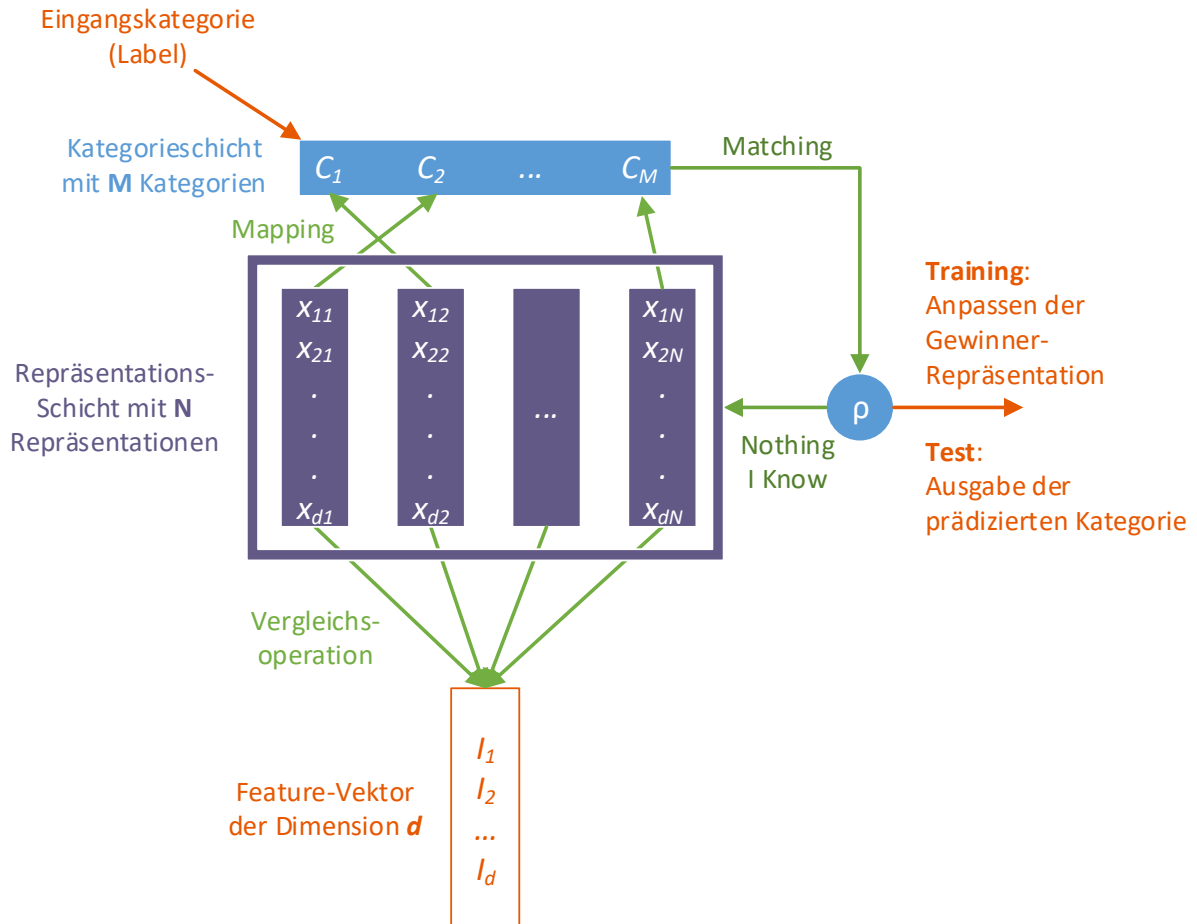 Eingangskategorie
(Label)
Kategorieschicht
mit M Kategorien
C1 C2 ... CM
Matching
Mapping
Repräsentations-
Schicht mit N
Repräsentationen
x11 x12 x1N
x21 x22 x2N
. . .
. . ... .
. . .
xd1 xd2 xdN
ρ
Nothing
I Know
Training:
Anpassen der
Gewinner-
Repräsentation
Test:
Ausgabe der
prädizierten Kategorie
Vergleichs-
operation
Feature-Vektor
der Dimension d
I1
I2
...
Id